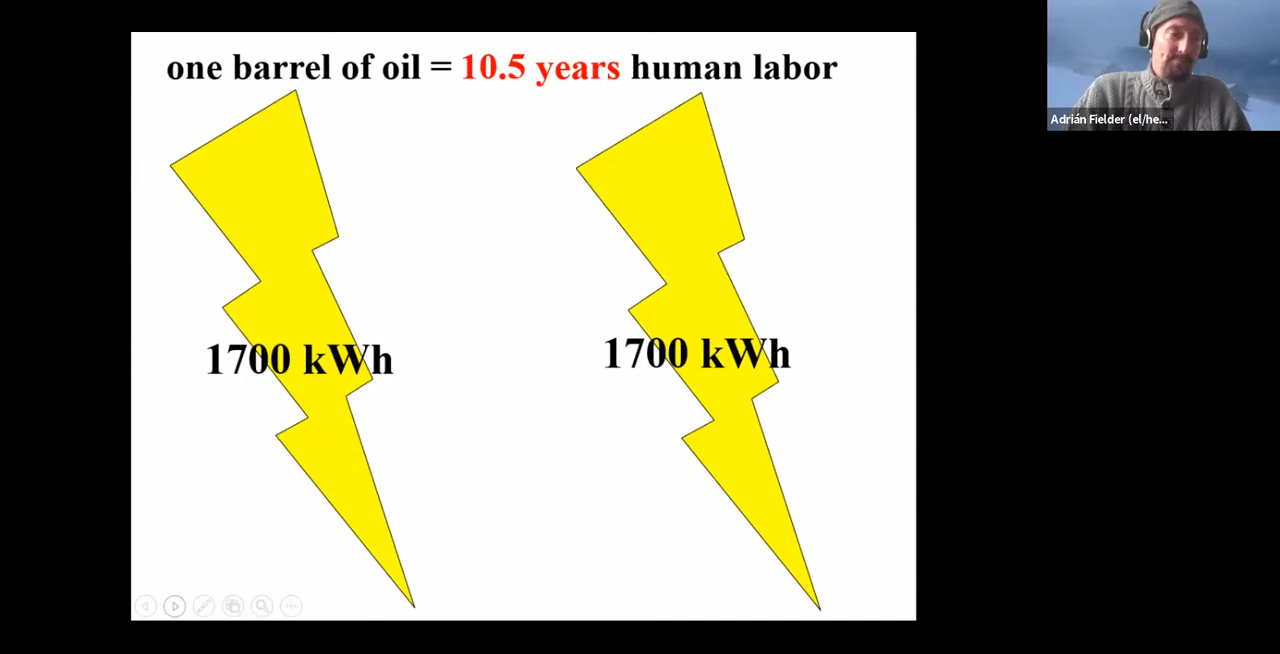 one barrel of oil = 10.5 years human labor
1700 kWh
1700 kWh
Adrián Fielder (el/he...